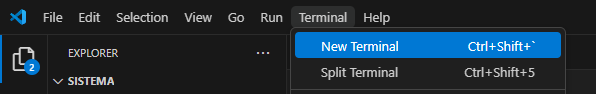 File Edit Selection View Go Run Terminal Help
EXPLORER ...
2
SISTEMA
New Terminal Ctrl+Shift+`
Split Terminal Ctrl+Shift+5